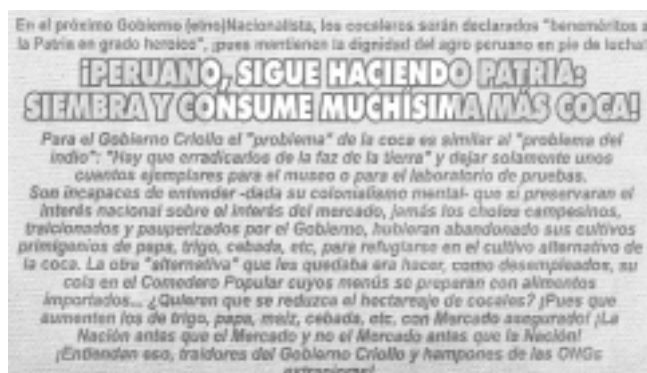 En el próximo Gobierno (etno)Nacionalista, los cocaleros serán declarados "beneméritos a
la Patria en grado heroico", ¡pues mantienen la dignidad del agro peruano en pie de lucha!
¡PERUANO, SIGUE HACIENDO PATRIA:
SIEMBRA Y CONSUME MUCHÍSIMA MÁS COCA!
Para el Gobierno Criollo el "problema" de la coca es similar al "problema del
indio": "Hay que erradicarlos de la faz de la tierra" y dejar solamente unos
cuantos ejemplares para el museo o para el laboratorio de pruebas.
Son incapaces de entender -dada su colonialismo mental- que si preservaran el
interés nacional sobre el interés del mercado, jamás los cholos campesinos,
traicionados y pauperizados por el Gobierno, hubieran abandonado sus cultivos
primigenios de papa, trigo, cebada, etc, para refugiarse en el cultivo alternativo de
la coca. La otra "alternativa" que les quedaba era hacer, como desempleados, su
cola en el Comedero Popular cuyos menús se preparan con alimentos
importados... ¿Quieren que se reduzca el hectareaje de cocales? ¡Pues que
aumenten los de trigo, papa, maíz, cebada, etc. con Mercado asegurado! ¡La
Nación antes que el Mercado y no el Mercado antes que la Nación!
¡Entiendan eso, traidores del Gobierno Criollo y hampones de las ONGs
extranjeras!